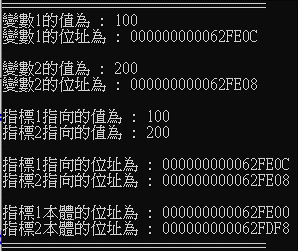 變數1的值為 : 100
變數1的位址為 : 000000000062FE0C
變數2的值為 : 200
變數2的位址為 : 000000000062FE08
指標1指向的值為 : 100
指標2指向的值為 : 200
指標1指向的位址為 : 000000000062FE0C
指標2指向的位址為 : 000000000062FE08
指標1本體的位址為 : 000000000062FE00
指標2本體的位址為 : 000000000062FDF8